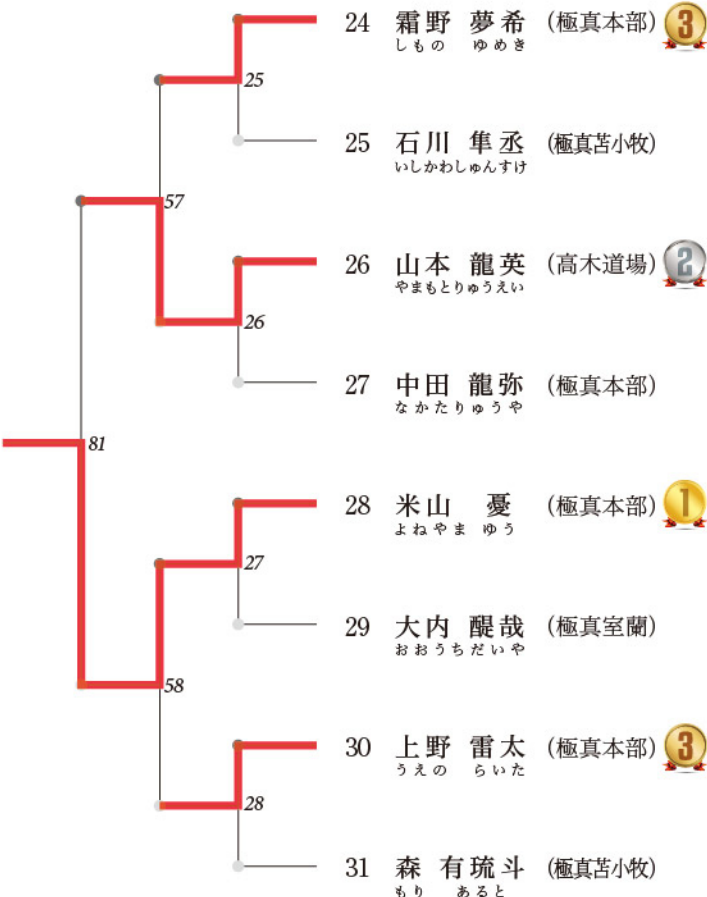 24 霜野 夢希 (極真本部) 3
しもの ゆめき
25
25 石川 隼丞 (極真苫小牧)
いしかわしゅんすけ
57
26 山本 龍英 (高木道場) 2
やまもとりゅうえい
26
27 中田 龍弥 (極真本部)
なかたりゅうや
81
28 米山 憂 (極真本部) 1
よねやま ゆう
27
29 大内 醍哉 (極真室蘭)
おおうちだいや
58
30 上野 雷太 (極真本部) 3
うえの らいた
28
31 森 有琉斗 (極真苫小牧)
もり あると